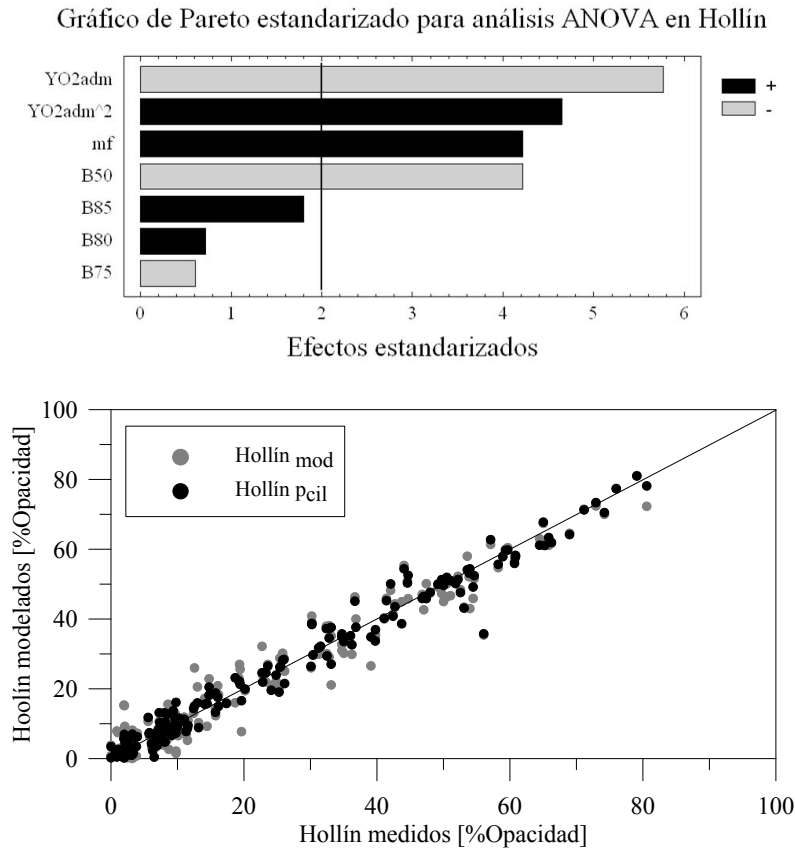 Gráfico de Pareto estandarizado para análisis ANOVA en Hollín
YO2adm
YO2adm^2
mf
B50
B85
B80
B75
+
-
0 1 2 3 4 5 6
Efectos estandarizados
100
80
60
40
20
0
Hoolín modelados [%Opacidad]
Hollín mod
Hollín pcil
0 20 40 60 80 100
Hollín medidos [%Opacidad]